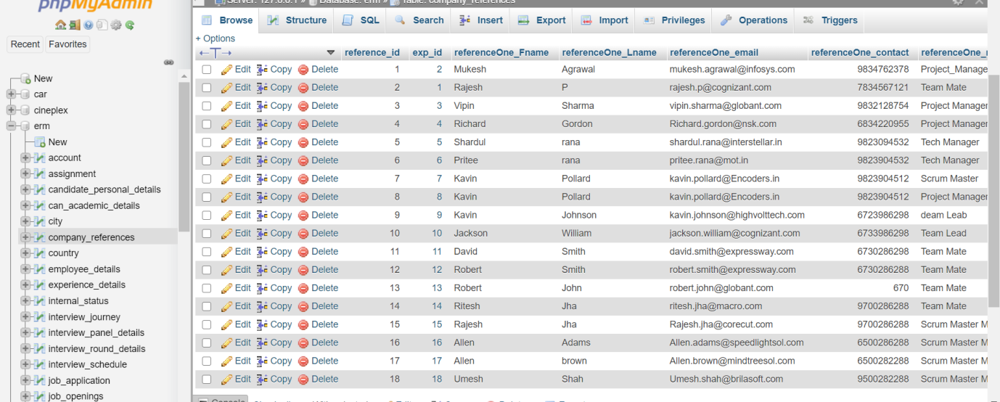 phpMyAdmin
Server: 127.0.0.1 » Database: erm » Table: company_references
Browse Structure SQL Search Insert Export Import Privileges Operations Triggers
Recent Favorites
+ Options
reference_id exp_id referenceOne_Fname referenceOne_Lname referenceOne_email referenceOne_contact
Edit Copy Delete 1 2 Mukesh Agrawal mukesh.agrawal@infosys.com 9834762378 Project_Manage
Edit Copy Delete 2 1 Rajesh P rajesh.p@cognizant.com 7834567121 Team Mate
Edit Copy Delete 3 3 Vipin Sharma vipin.sharma@globant.com 9832128754 Project Manager
Edit Copy Delete 4 4 Richard Gordon Richard.gordon@nsk.com 6834220955 Project Manager
Edit Copy Delete 5 5 Shardul rana shardul.rana@interstellar.in 9823094532 Tech Manager
Edit Copy Delete 6 6 Pritee rana pritee.rana@mot.in 9823094532 Tech Manager
Edit Copy Delete 7 7 Kavin Pollard kavin.pollard@Encoders.in 9823904512 Scrum Master
Edit Copy Delete 8 8 Kavin Pollard kavin.pollard@Encoders.in 9823904512 Project Manager
Edit Copy Delete 9 9 Kavin Johnson kavin.johnson@highvolttech.com 6723986298 deam Leab
Edit Copy Delete 10 10 Jackson William jackson.william@cognizant.com 6733986298 Team Lead
Edit Copy Delete 11 11 David Smith david.smith@expressway.com 6730286298 Team Mate
Edit Copy Delete 12 12 Robert Smith robert.smith@expressway.com 6730286288 Team Mate
Edit Copy Delete 13 13 Robert John robert.john@globant.com 670 Team Mate
Edit Copy Delete 14 14 Ritesh Jha ritesh.jha@macro.com 9700286288 Team Mate
Edit Copy Delete 15 15 Rajesh Jha Rajesh.jha@corecut.com 9700286288 Scrum Master M
Edit Copy Delete 16 16 Allen Adams Allen.adams@speedlightsol.com 6500286288 Scrum Master M
Edit Copy Delete 17 17 Allen brown Allen.brown@mindtreesol.com 6500282288 Scrum Master M
Edit Copy Delete 18 18 Umesh Shah Umesh.shah@brilasoft.com 9500282288 Scrum Master M
New
car
cineplex
erm
New
account
assignment
candidate_personal_details
can_academic_details
city
company_references
country
employee_details
experience_details
internal_status
interview_journey
interview_panel_details
interview_round_details
interview_schedule
job_application
job_openings
Console